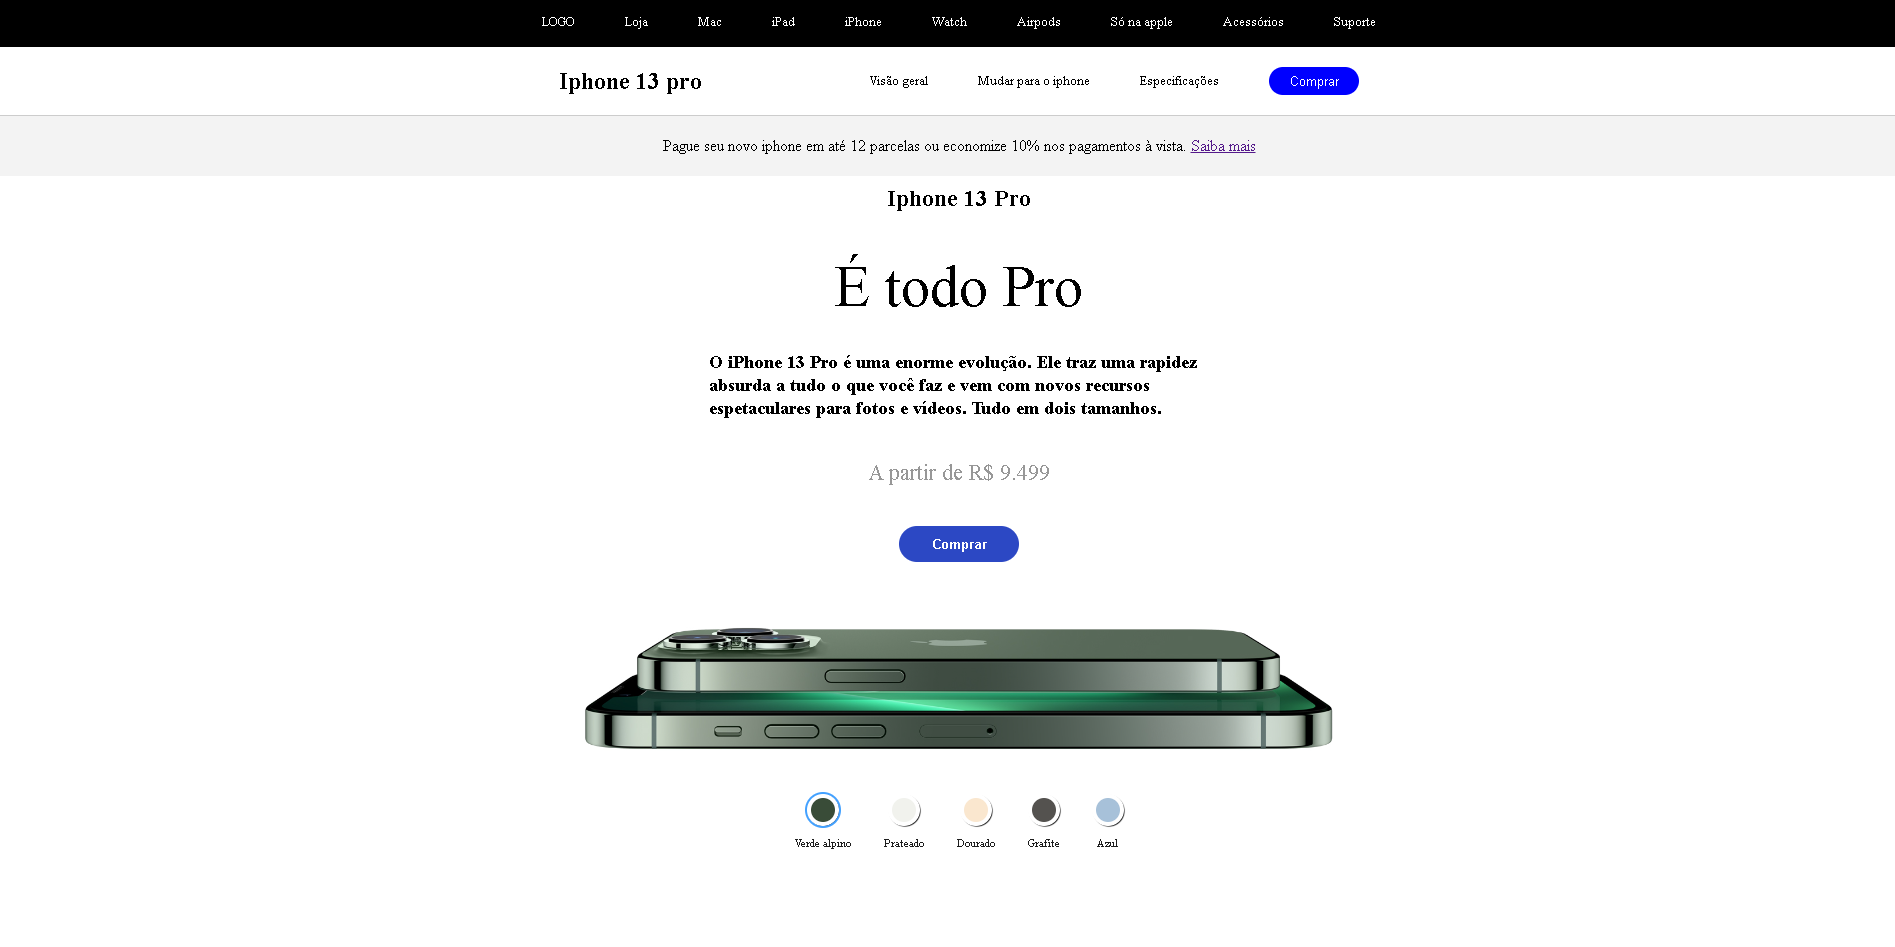 LOGO Loja Mac iPad iPhone Watch Airpods Só na apple Acessórios Suporte
Iphone 13 pro Visão geral Mudar para o iphone Especificações Comprar
Pague seu novo iphone em até 12 parcelas ou economize 10% nos pagamentos à vista. Saiba mais
Iphone 13 Pro
É todo Pro
O iPhone 13 Pro é uma enorme evolução. Ele traz uma rapidez
absurda a tudo o que você faz e vem com novos recursos
espetaculares para fotos e vídeos. Tudo em dois tamanhos.
A partir de R$ 9.499
Comprar
Verde alpino Prateado Dourado Grafite Azul